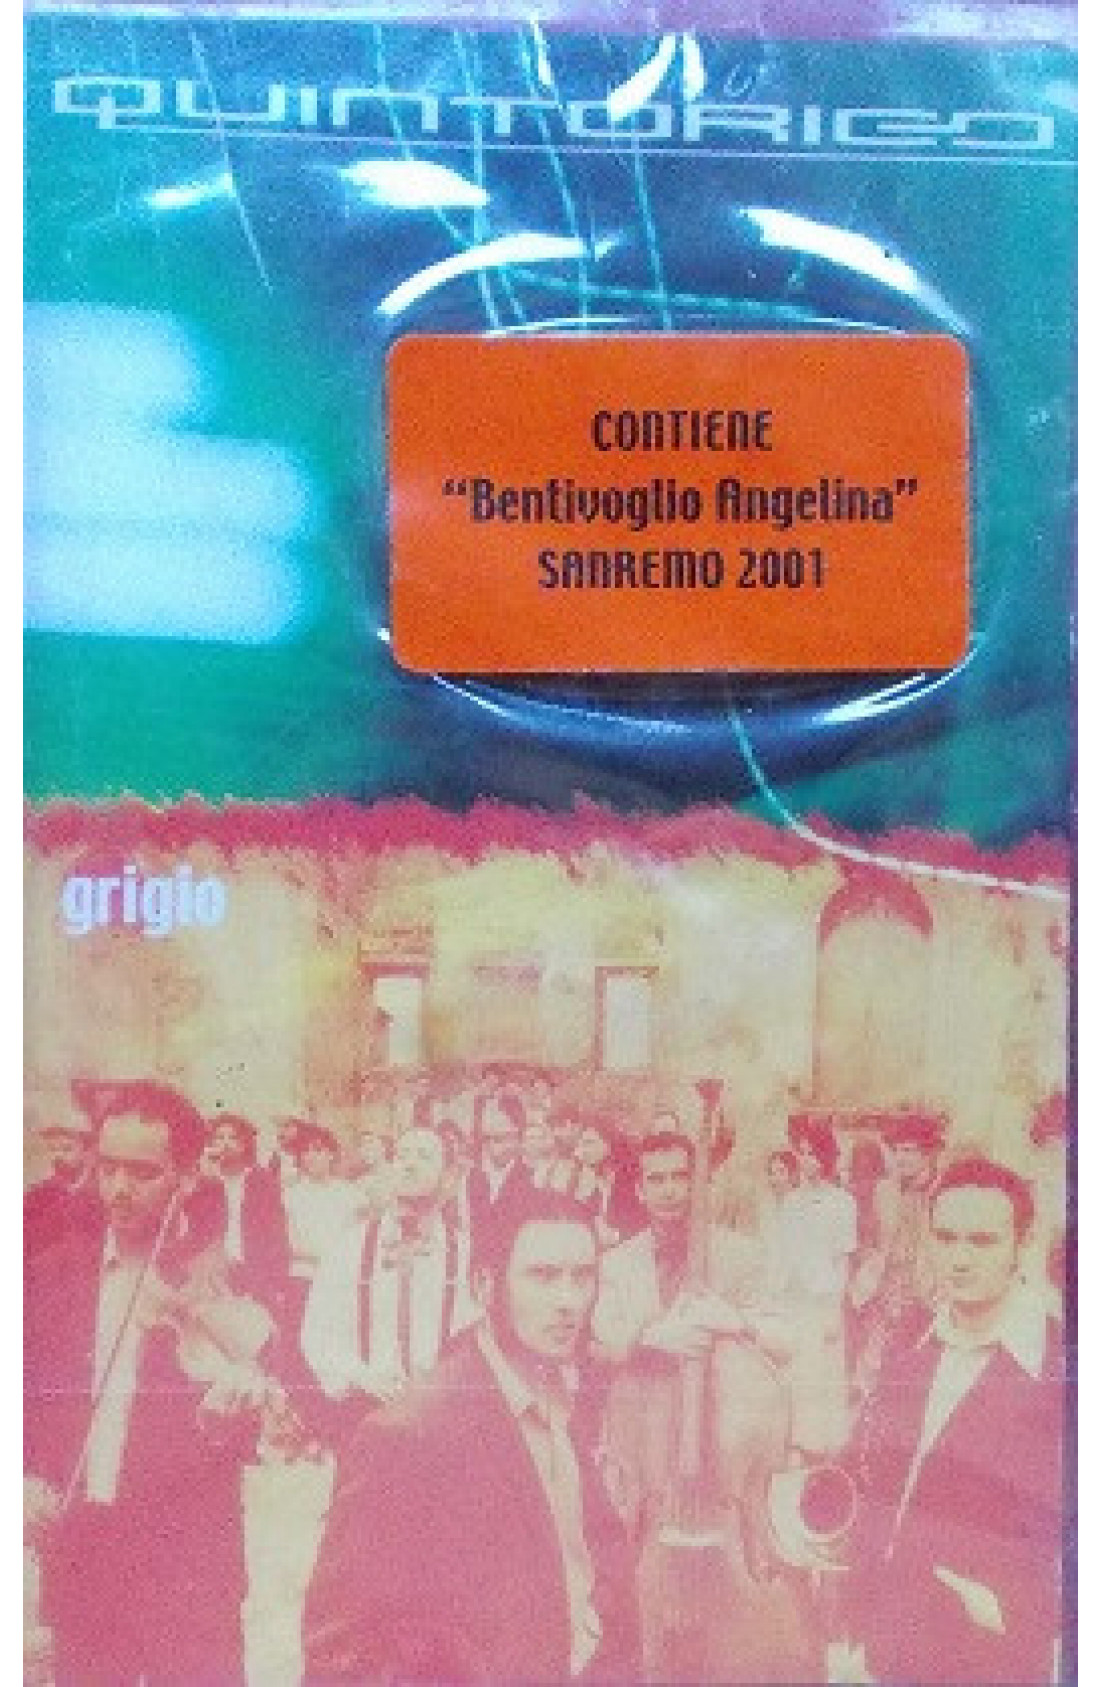 QUINTORIGO
CONTIENE
“Bentivoglio Angelina”
SANREMO 2001
grigio